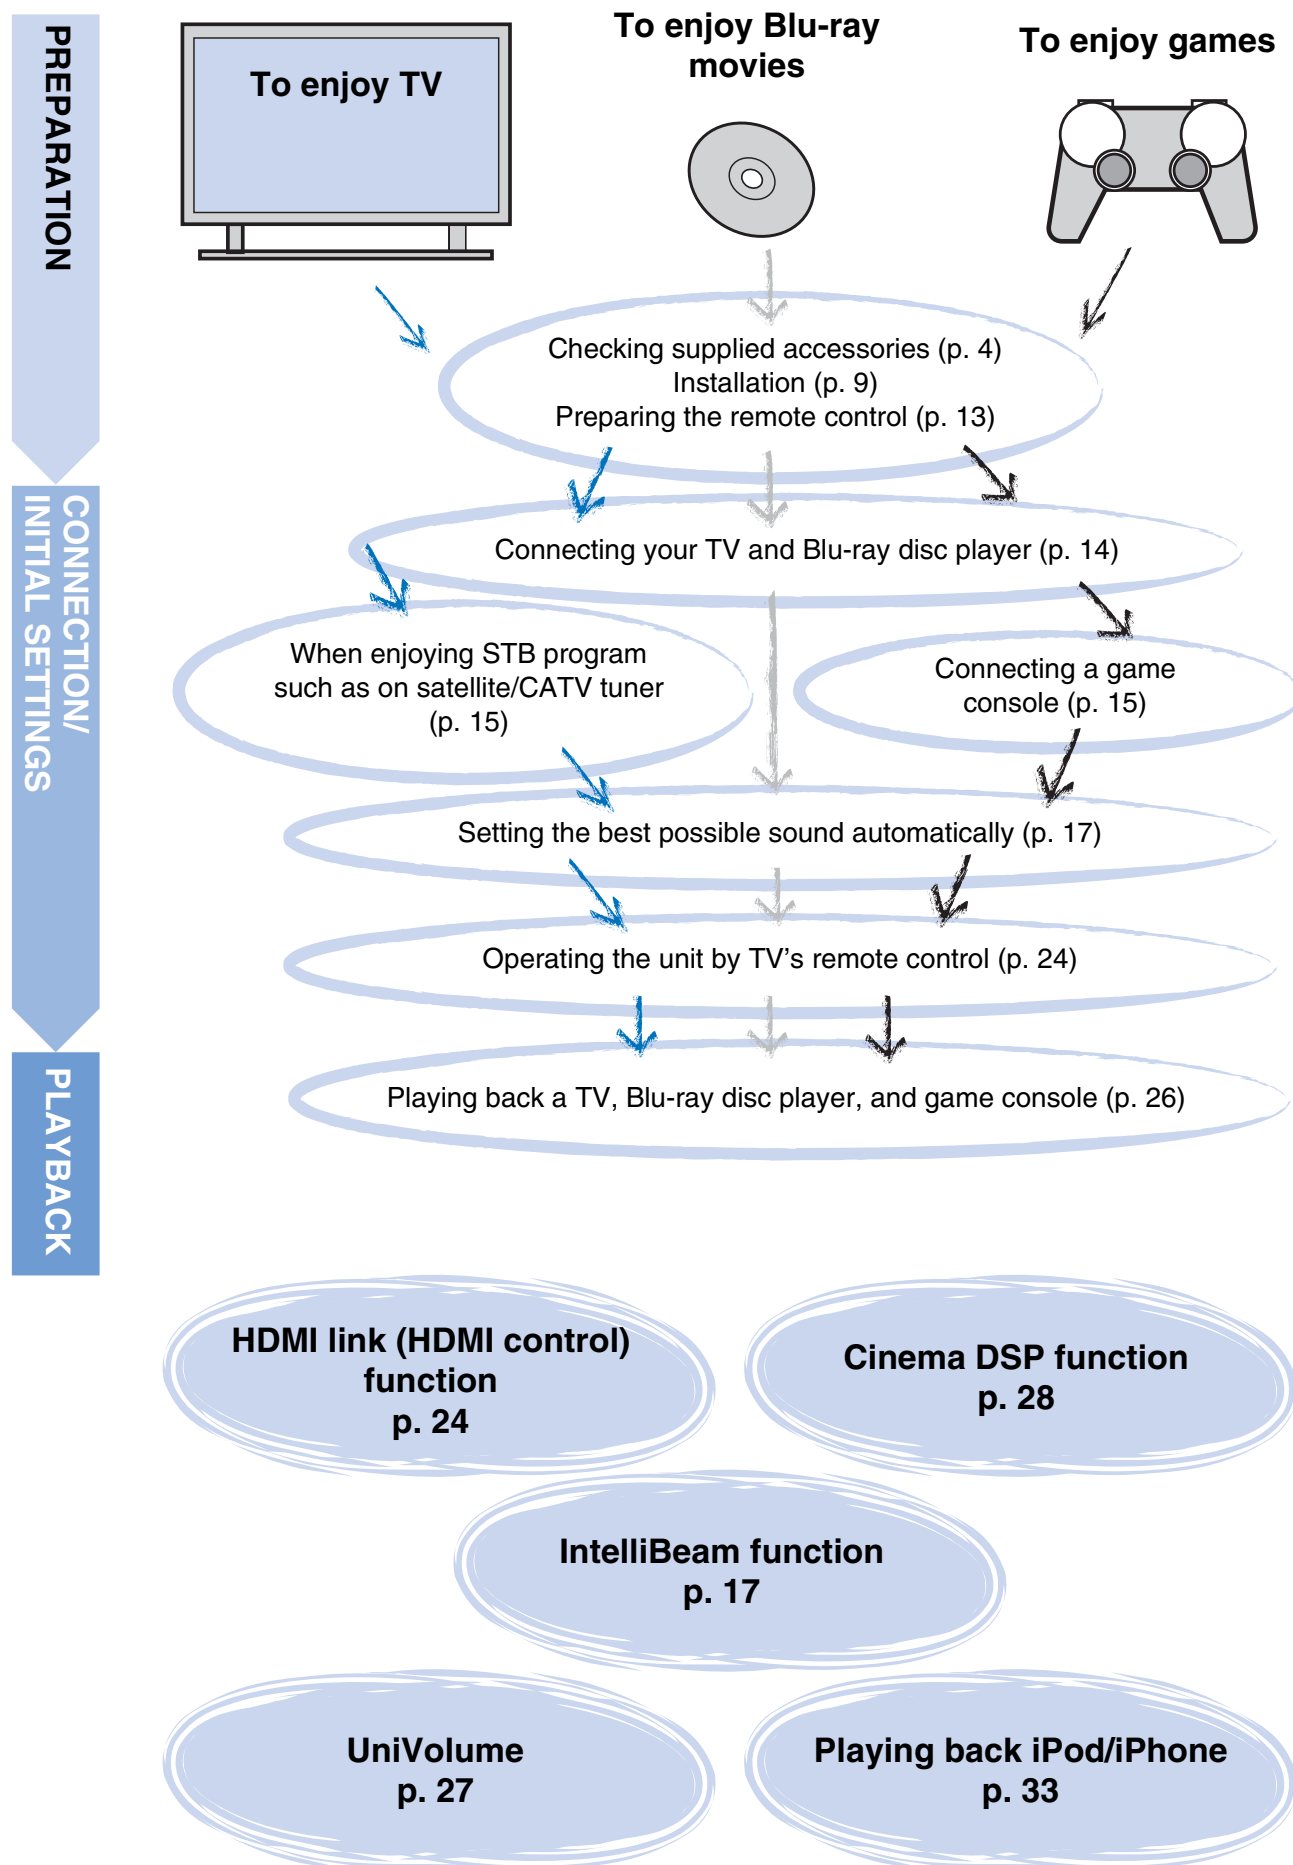 PREPARATION
To enjoy TV
To enjoy Blu-ray
movies
To enjoy games
Checking supplied accessories (p. 4)
Installation (p. 9)
Preparing the remote control (p. 13)
CONNECTION/
INITIAL SETTINGS
Connecting your TV and Blu-ray disc player (p. 14)
When enjoying STB program
such as on satellite/CATV tuner
(p. 15)
Connecting a game
console (p. 15)
Setting the best possible sound automatically (p. 17)
Operating the unit by TV’s remote control (p. 24)
PLAYBACK
Playing back a TV, Blu-ray disc player, and game console (p. 26)
HDMI link (HDMI control)
function
p. 24
Cinema DSP function
p. 28
IntelliBeam function
p. 17
UniVolume
p. 27
Playing back iPod/iPhone
p. 33